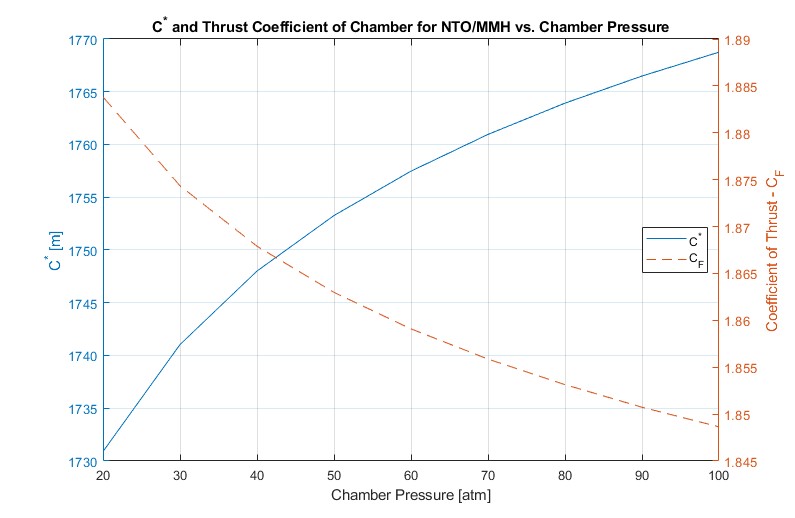 C* and Thrust Coefficient of Chamber for NTO/MMH vs. Chamber Pressure
1770
1765
1760
1755
1750
1745
1740
1735
1730
C* [m]
1.89
1.885
1.88
1.875
1.87
1.865
1.86
1.855
1.85
1.845
Coefficient of Thrust - C_F
C*
C_F
20 30 40 50 60 70 80 90 100
Chamber Pressure [atm]